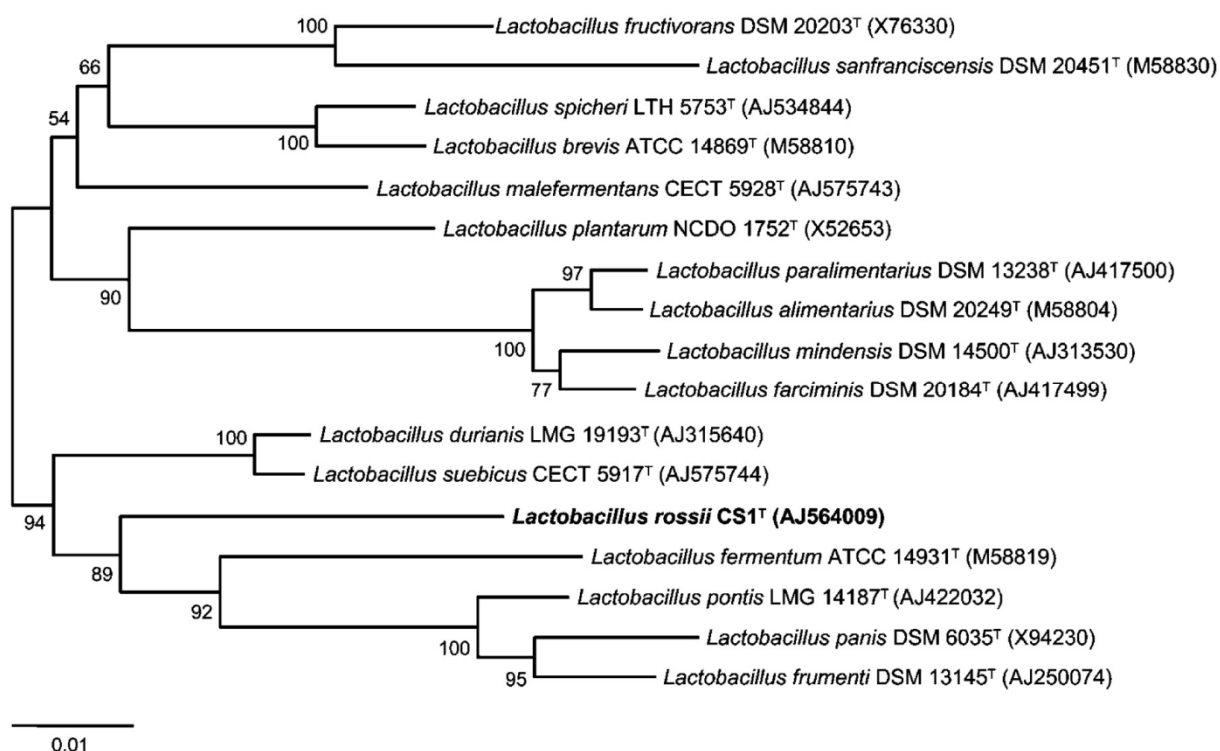 100 Lactobacillus fructivorans DSM 20203ᵀ (X76330)
66 Lactobacillus sanfranciscensis DSM 20451ᵀ (M58830)
54 Lactobacillus spicheri LTH 5753ᵀ (AJ534844)
100 Lactobacillus brevis ATCC 14869ᵀ (M58810)
Lactobacillus malefermentans CECT 5928ᵀ (AJ575743)
Lactobacillus plantarum NCDO 1752ᵀ (X52653)
97 Lactobacillus paralimentarius DSM 13238ᵀ (AJ417500)
90 Lactobacillus alimentarius DSM 20249ᵀ (M58804)
100 Lactobacillus mindensis DSM 14500ᵀ (AJ313530)
77 Lactobacillus farciminis DSM 20184ᵀ (AJ417499)
100 Lactobacillus durianis LMG 19193ᵀ (AJ315640)
Lactobacillus suebicus CECT 5917ᵀ (AJ575744)
94 Lactobacillus rossii CS1ᵀ (AJ564009)
89 Lactobacillus fermentum ATCC 14931ᵀ (M58819)
92 Lactobacillus pontis LMG 14187ᵀ (AJ422032)
100 Lactobacillus panis DSM 6035ᵀ (X94230)
95 Lactobacillus frumenti DSM 13145ᵀ (AJ250074)
0.01